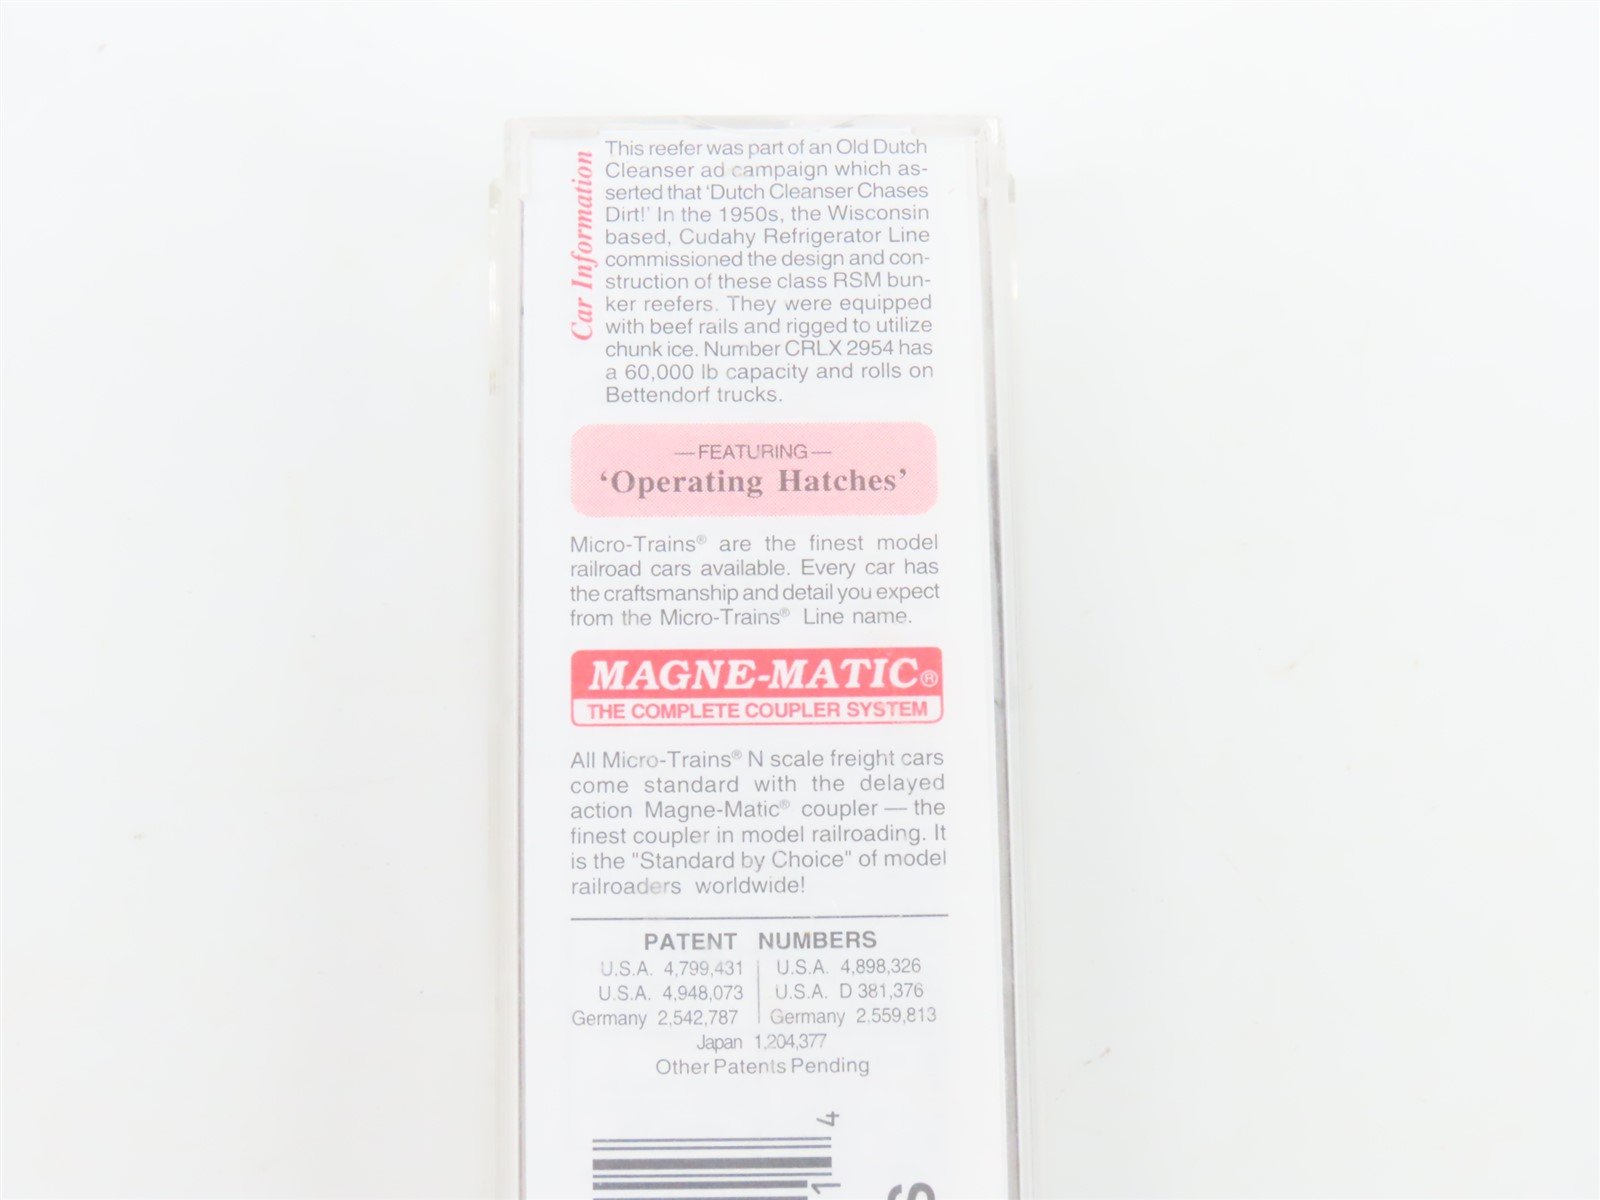 Car Information
This reefer was part of an Old Dutch
Cleanser ad campaign which as-
serted that 'Dutch Cleanser Chases
Dirt!' In the 1950s, the Wisconsin
based, Cudahy Refrigerator Line
commissioned the design and con-
struction of these class RSM bun-
ker reefers. They were equipped
with beef rails and rigged to utilize
chunk ice. Number CRLX 2954 has
a 60,000 lb capacity and rolls on
Bettendorf trucks.
—FEATURING—
'Operating Hatches'
Micro-Trains® are the finest model
railroad cars available. Every car has
the craftsmanship and detail you expect
from the Micro-Trains® Line name.
MAGNE-MATIC®
THE COMPLETE COUPLER SYSTEM
All Micro-Trains® N scale freight cars
come standard with the delayed
action Magne-Matic® coupler — the
finest coupler in model railroading. It
is the "Standard by Choice" of model
railroaders worldwide!
PATENT NUMBERS
U.S.A. 4,799,431 | U.S.A. 4,898,326
U.S.A. 4,948,073 | U.S.A. D 381,376
Germany 2,542,787 | Germany 2,559,813
Japan 1,204,377
Other Patents Pending
4
1
S